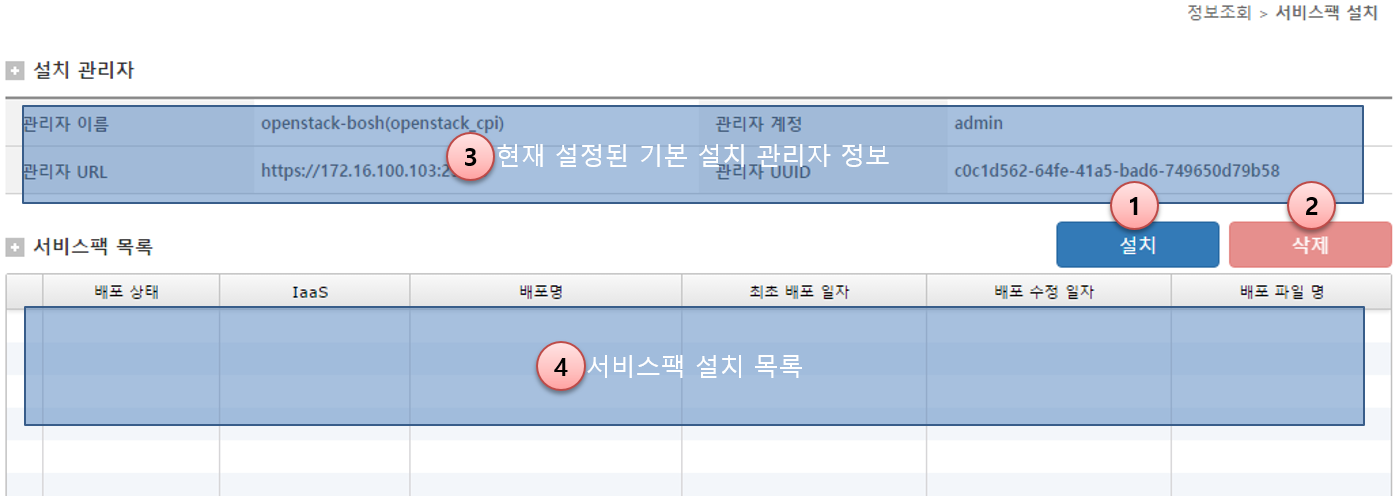 정보조회 > 서비스팩 설치
설치 관리자
관리자 이름 openstack-bosh(openstack_cpi) 관리자 계정 admin
3 현재 설정된 기본 설치 관리자 정보
관리자 URL https://172.16.100.103:2 관리자 UUID c0c1d562-64fe-41a5-bad6-749650d79b58
1 2
서비스팩 목록 설치 삭제
배포 상태 IaaS 배포명 최초 배포 일자 배포 수정 일자 배포 파일 명
4 서비스팩 설치 목록